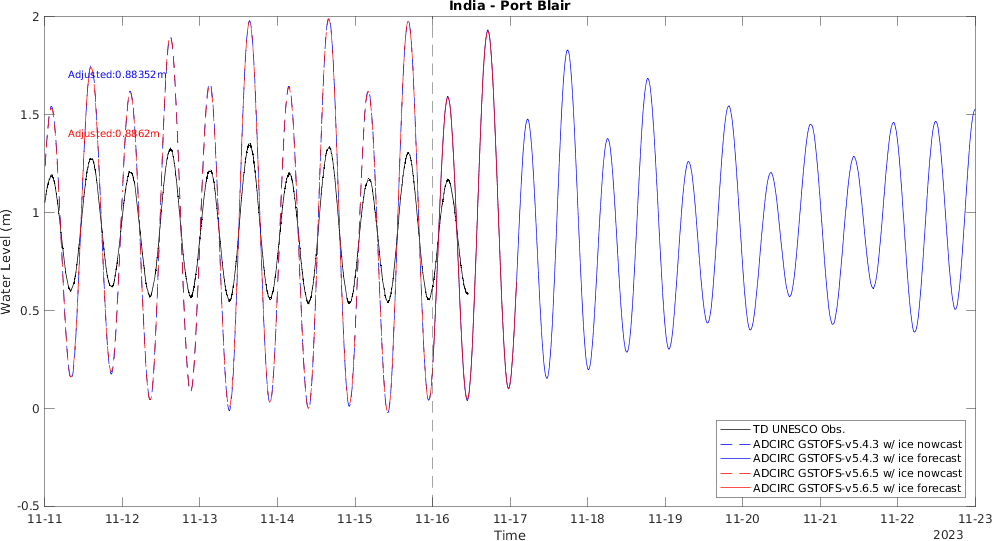 India - Port Blair
2
1.5
1
0.5
0
-0.5
Water Level (m)
Adjusted:0.88352m
Adjusted:0.8862m
TD UNESCO Obs.
ADCIRC GSTOFS-v5.4.3 w/ ice nowcast
ADCIRC GSTOFS-v5.4.3 w/ ice forecast
ADCIRC GSTOFS-v5.6.5 w/ ice nowcast
ADCIRC GSTOFS-v5.6.5 w/ ice forecast
11-11 11-12 11-13 11-14 11-15 11-16 11-17 11-18 11-19 11-20 11-21 11-22 11-23
Time
2023